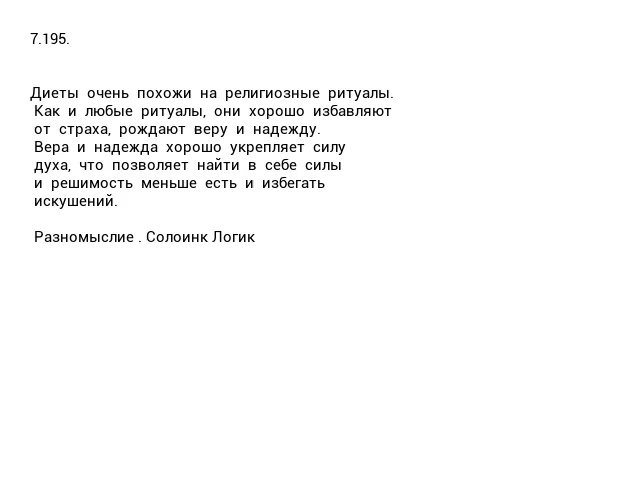 7.195.
Диеты очень похожи на религиозные ритуалы.
Как и любые ритуалы, они хорошо избавляют
от страха, рождают веру и надежду.
Вера и надежда хорошо укрепляет силу
духа, что позволяет найти в себе силы
и решимость меньше есть и избегать
искушений.
Разномыслие . Солоинк Логик